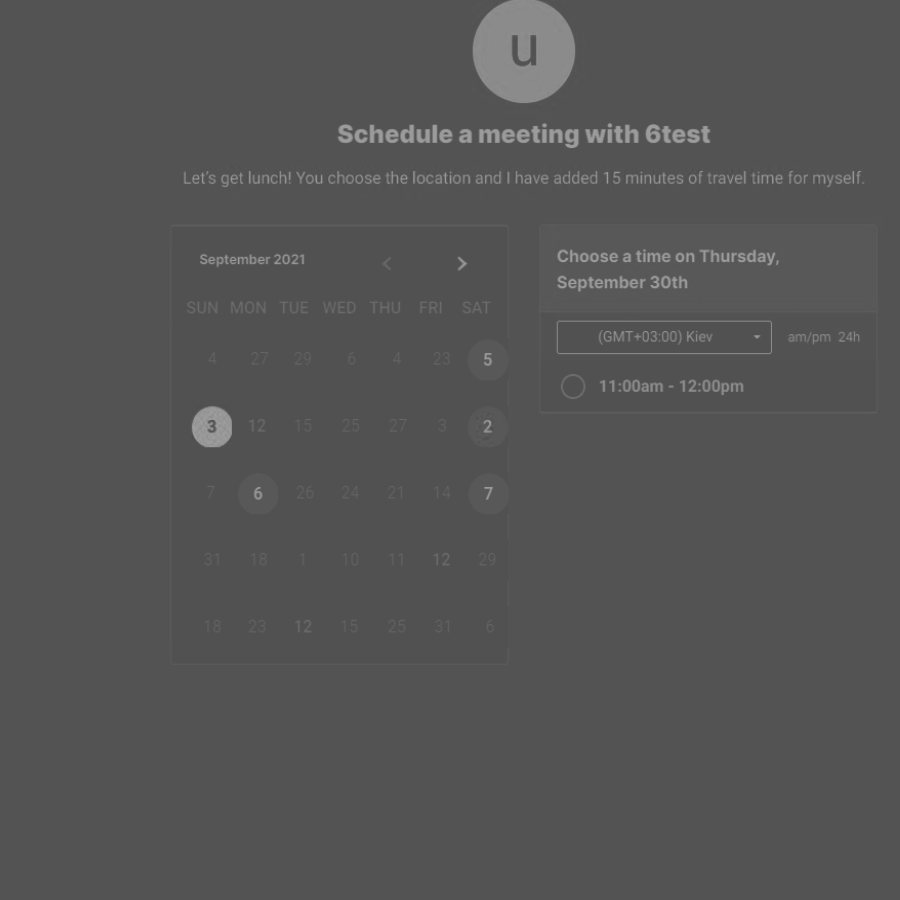 u
Schedule a meeting with 6test
Let's get lunch! You choose the location and I have added 15 minutes of travel time for myself.
September 2021
SUN MON TUE WED THU FRI SAT
4 27 29 6 4 23 5
3 12 15 25 27 3 2
7 6 26 24 21 14 7
31 18 1 10 11 12 29
18 23 12 15 25 31 6
Choose a time on Thursday,
September 30th
(GMT+03:00) Kiev am/pm 24h
11:00am - 12:00pm